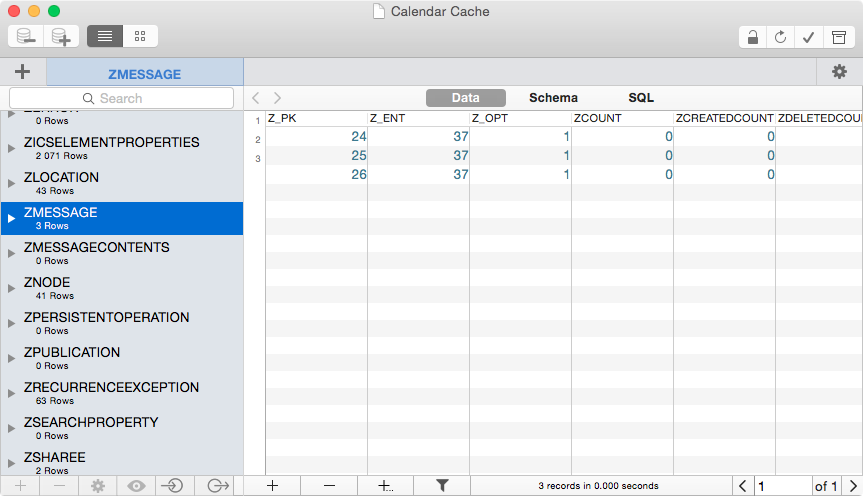 Calendar Cache
ZMESSAGE
Search
0 Rows
ZICSELEMENTPROPERTIES
2 071 Rows
ZLOCATION
43 Rows
ZMESSAGE
3 Rows
ZMESSAGECONTENTS
0 Rows
ZNODE
41 Rows
ZPERSISTENTOPERATION
0 Rows
ZPUBLICATION
0 Rows
ZRECURRENCEEXCEPTION
63 Rows
ZSEARCHPROPERTY
0 Rows
ZSHAREE
2 Rows
Data Schema SQL
Z_PK Z_ENT Z_OPT ZCOUNT ZCREATEDCOUNT ZDELETEDCOU
1 24 37 1 0 0
2 25 37 1 0 0
3 26 37 1 0 0
3 records in 0.000 seconds
1 of 1